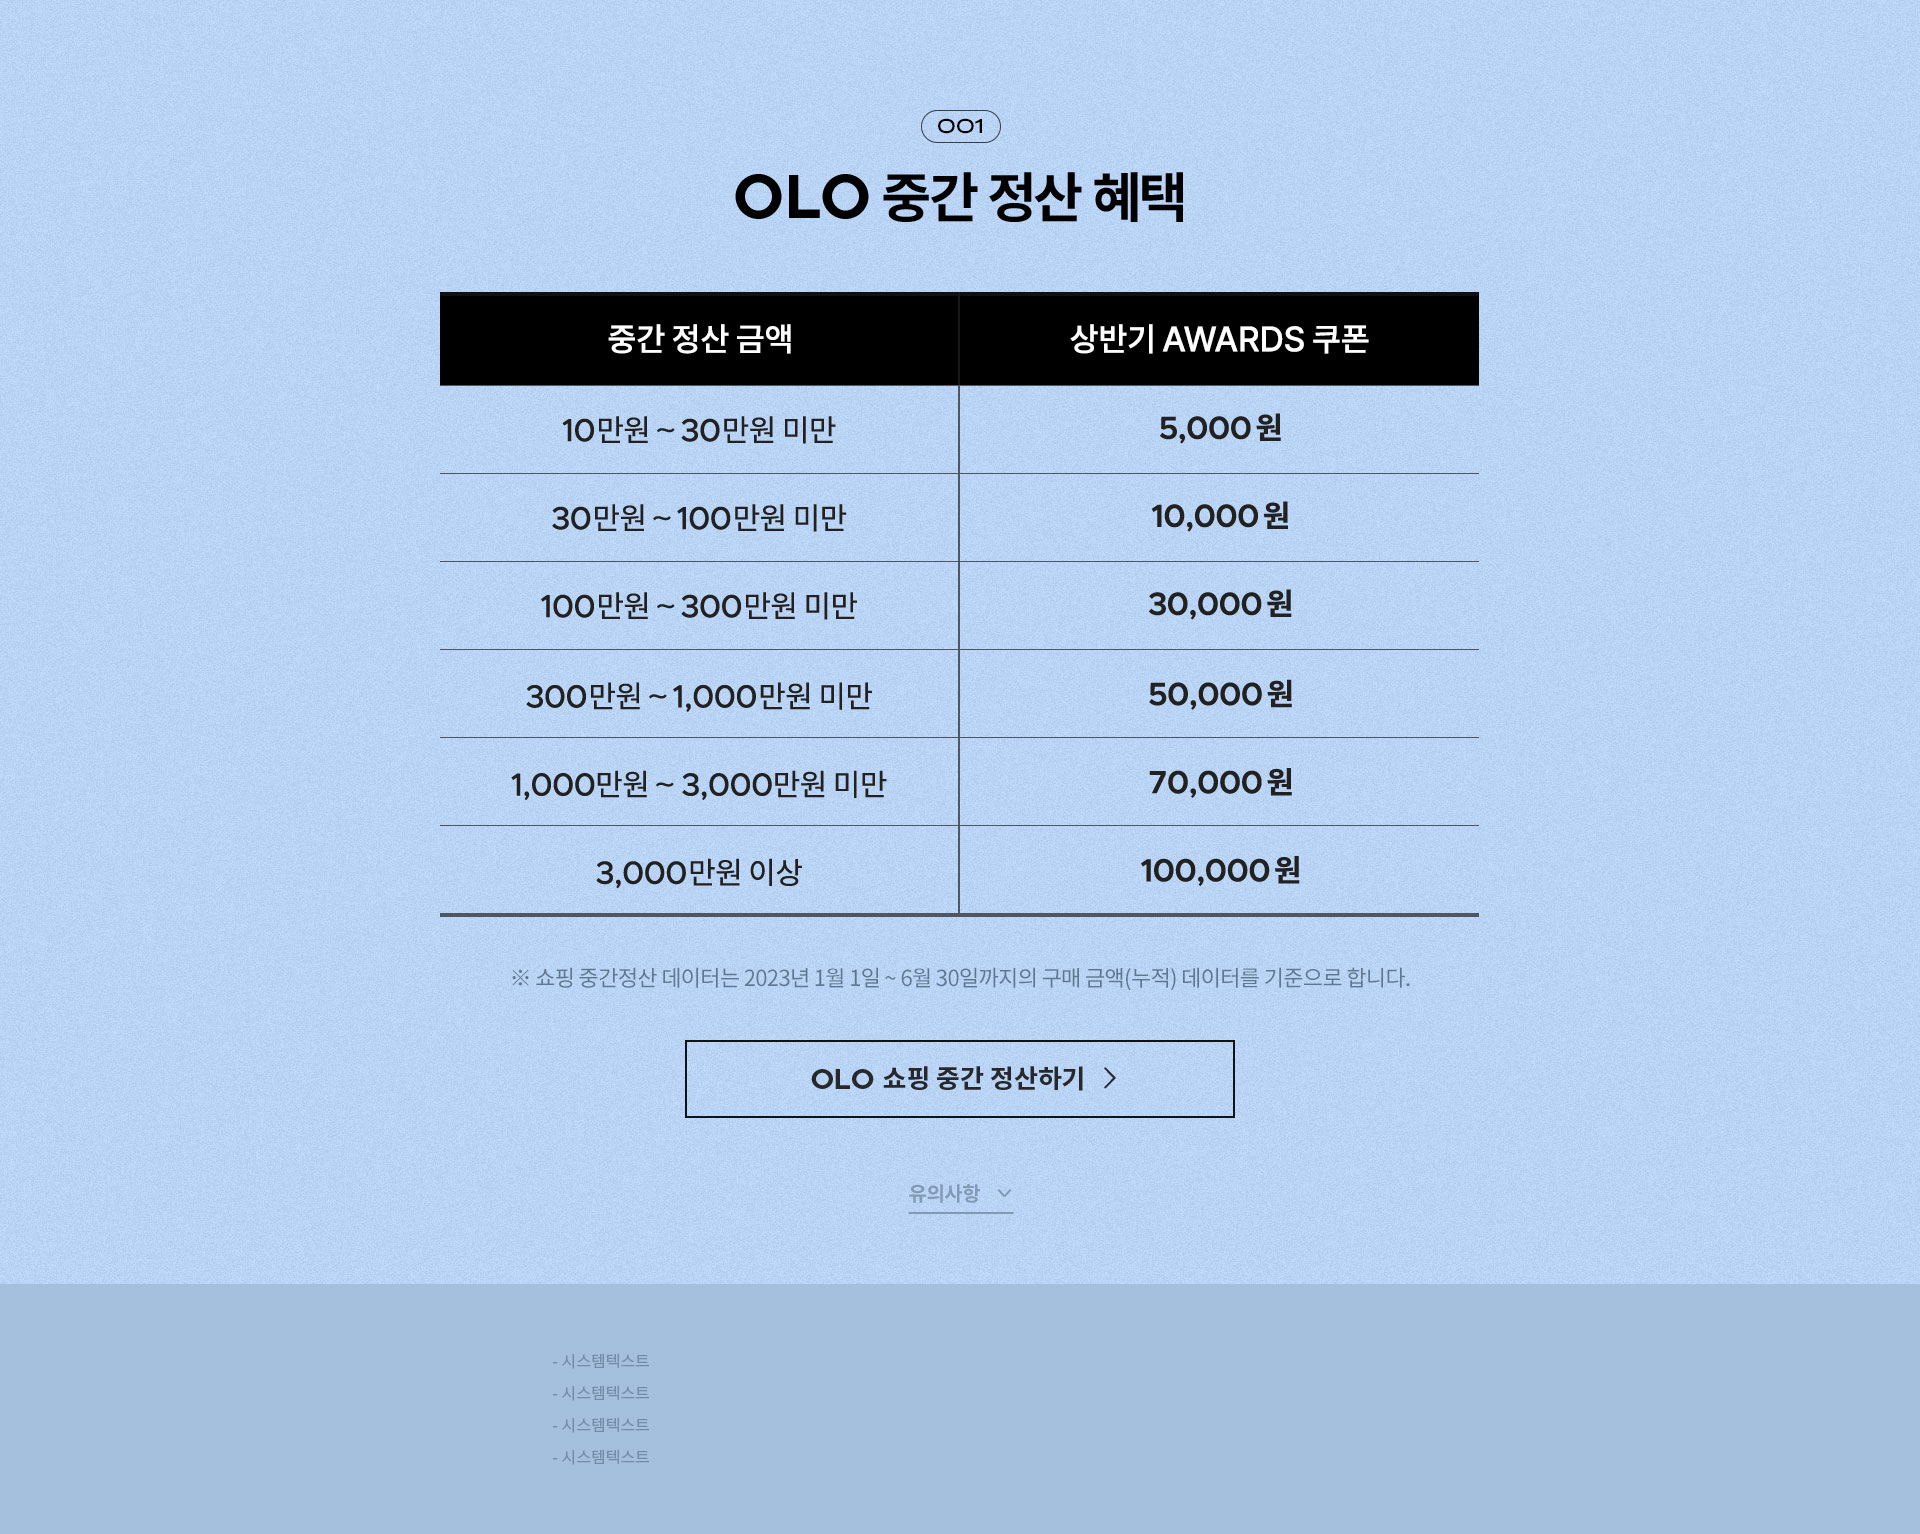 001
OLO 중간 정산 혜택
중간 정산 금액 상반기 AWARDS 쿠폰
10만원 ~ 30만원 미만 5,000원
30만원 ~ 100만원 미만 10,000원
100만원 ~ 300만원 미만 30,000원
300만원 ~ 1,000만원 미만 50,000원
1,000만원 ~ 3,000만원 미만 70,000원
3,000만원 이상 100,000원
※ 쇼핑 중간정산 데이터는 2023년 1월 1일 ~ 6월 30일까지의 구매 금액(누적) 데이터를 기준으로 합니다.
OLO 쇼핑 중간 정산하기
유의사항
- 시스템텍스트
- 시스템텍스트
- 시스템텍스트
- 시스템텍스트